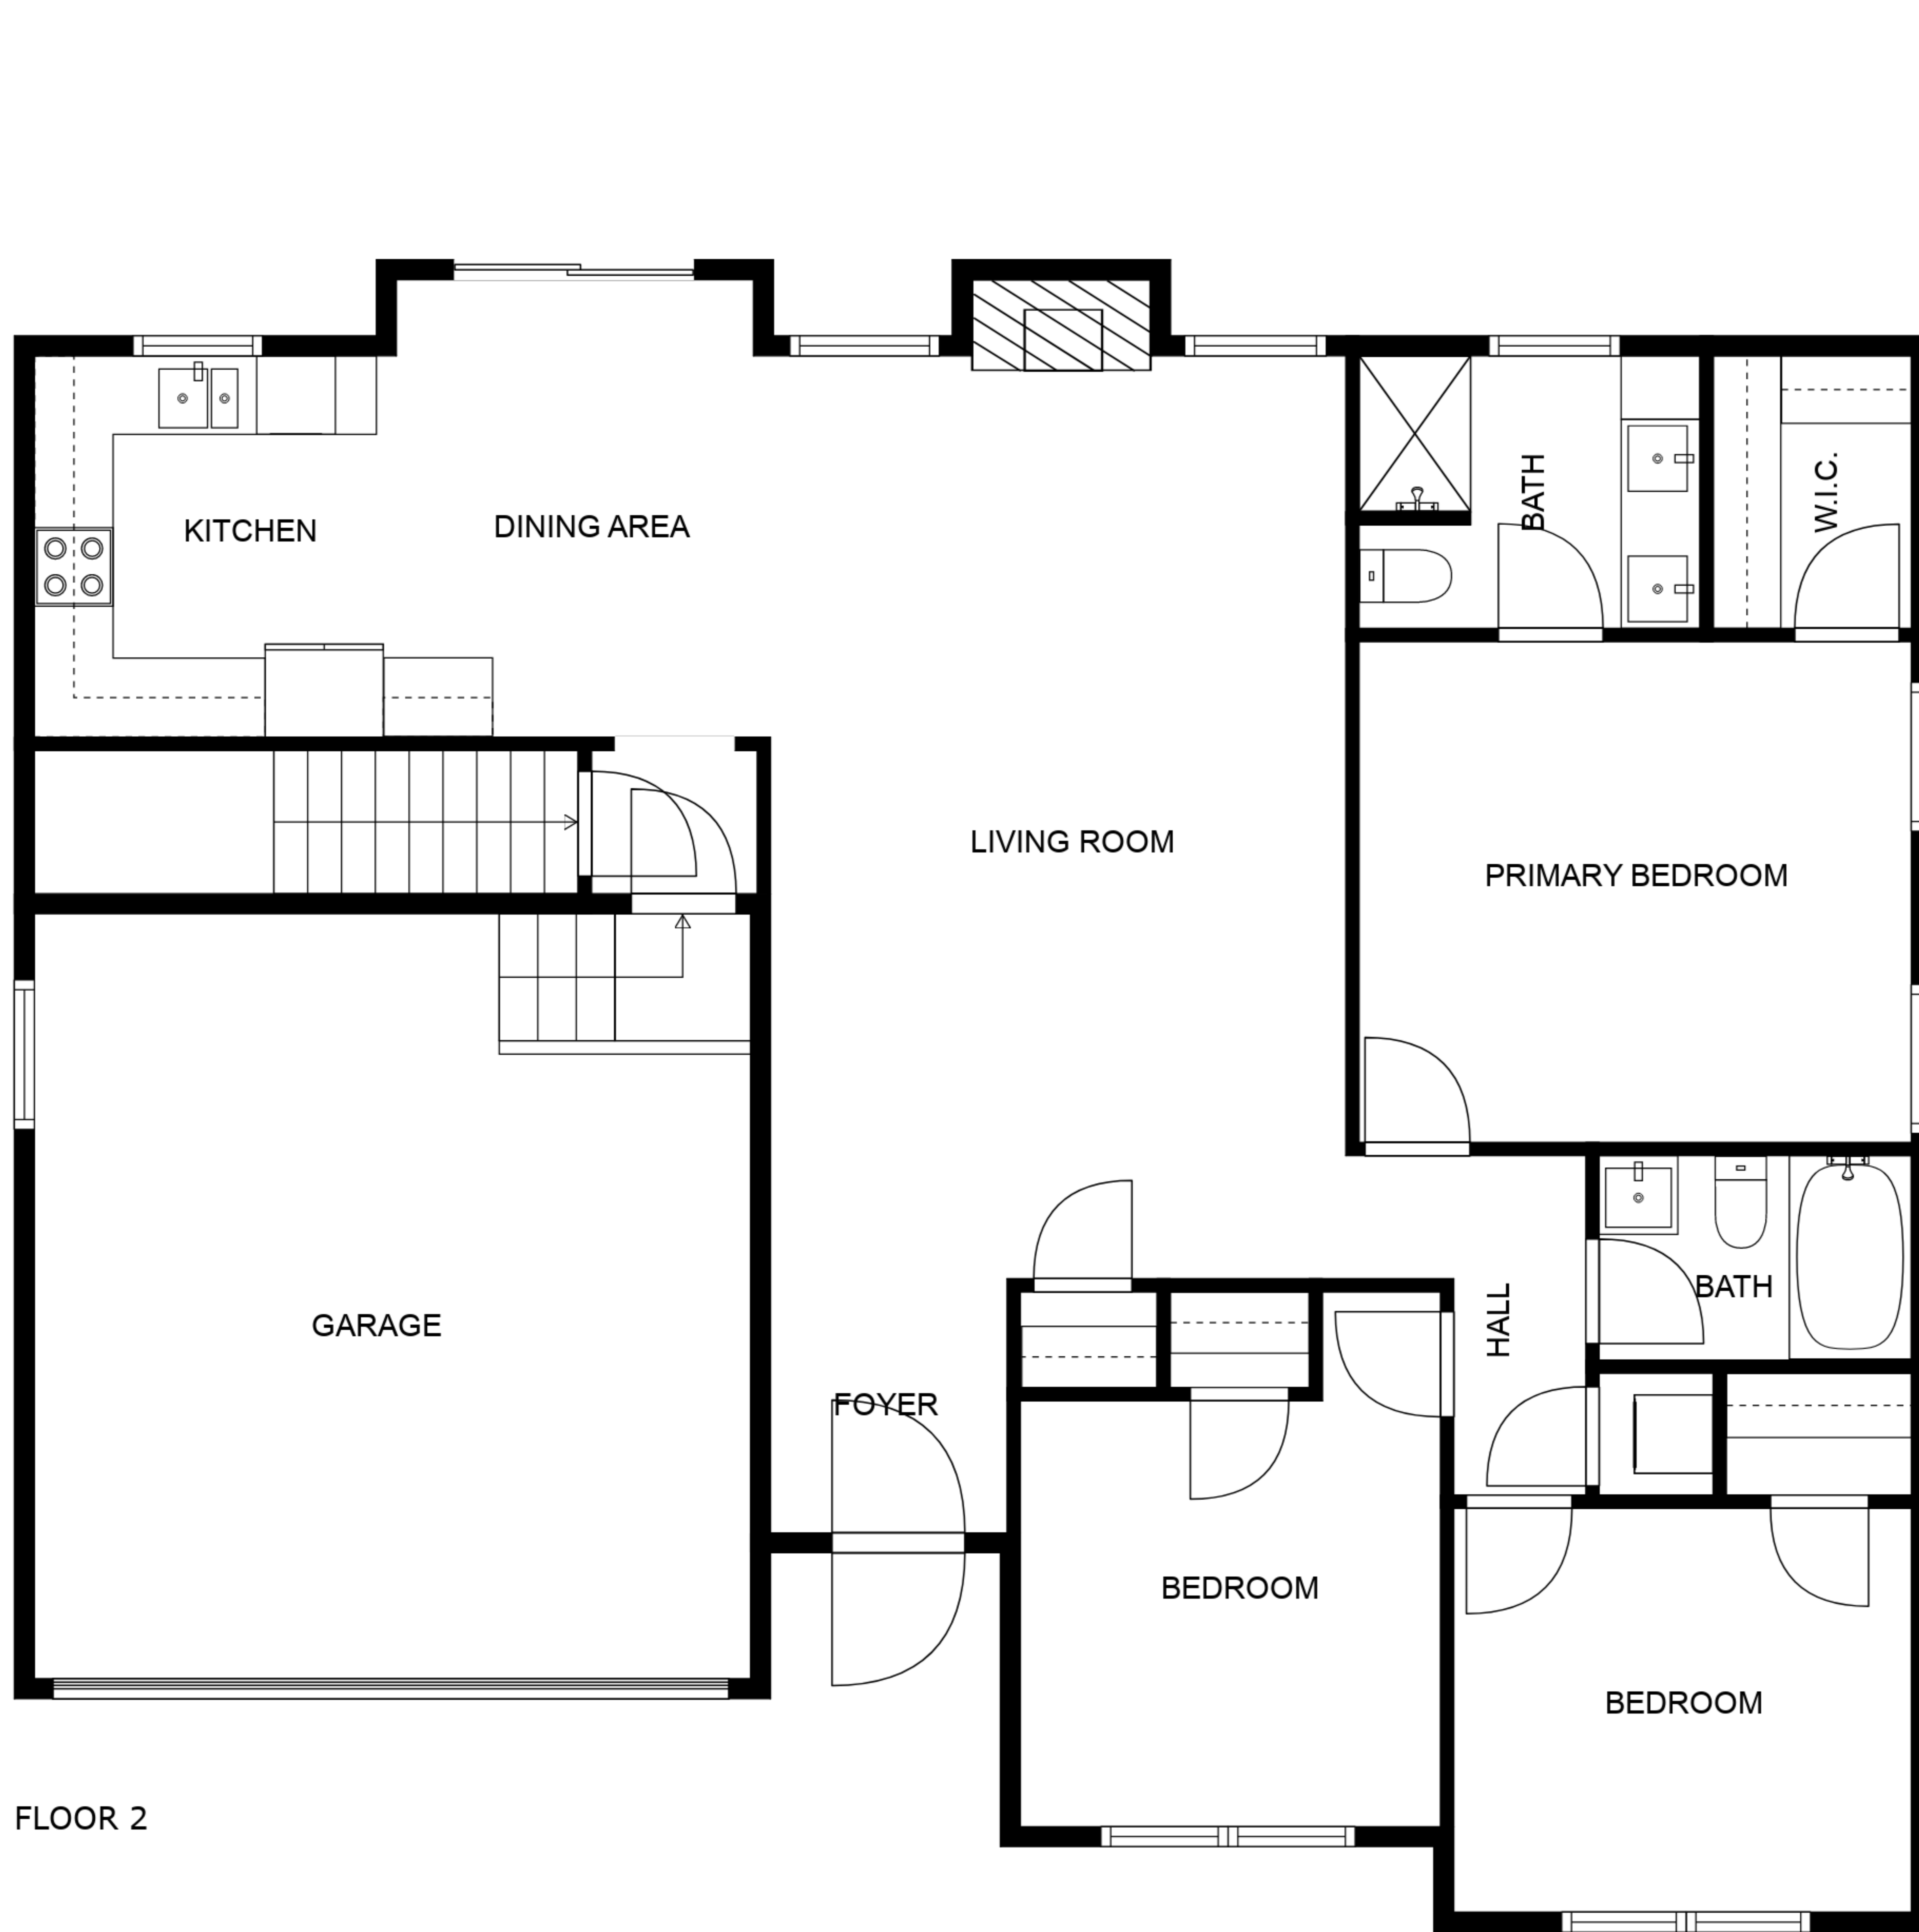 KITCHEN
DINING AREA
BATH
W.I.C.
LIVING ROOM
PRIMARY BEDROOM
GARAGE
FOYER
HALL
BATH
BEDROOM
BEDROOM
FLOOR 2